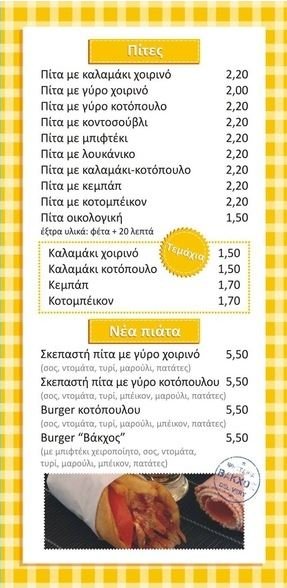 Πίτες
Πίτα με καλαμάκι χοιρινό 2,20
Πίτα με γύρο χοιρινό 2,00
Πίτα με γύρο κοτόπουλο 2,20
Πίτα με κοντοσούβλι 2,20
Πίτα με μπιφτέκι 2,20
Πίτα με λουκάνικο 2,20
Πίτα με καλαμάκι-κοτόπουλο 2,20
Πίτα με κεμπάπ 2,20
Πίτα με κοτομπέικον 2,20
Πίτα οικολογική 1,50
έξτρα υλικά: φέτα + 20 λεπτά
Τεμάχια
Καλαμάκι χοιρινό 1,50
Καλαμάκι κοτόπουλο 1,50
Κεμπάπ 1,70
Κοτομπέικον 1,70
Νέα πιάτα
Σκεπαστή πίτα με γύρο χοιρινό 5,50
(σος, ντομάτα, τυρί, μαρούλι, πατάτες)
Σκεπαστή πίτα με γύρο κοτόπουλου 5,50
(σος, ντομάτα, τυρί, μπέικον, μαρούλι, πατάτες)
Burger κοτόπουλου 5,50
(σος, ντομάτα, τυρί, μαρούλι, μπέικον, πατάτες)
Burger “Βάκχος” 5,50
(με μπιφτέκι χειροποίητο, σος, ντομάτα,
τυρί, μαρούλι, μπέικον, πατάτες)
ΒΑΚΧΟ